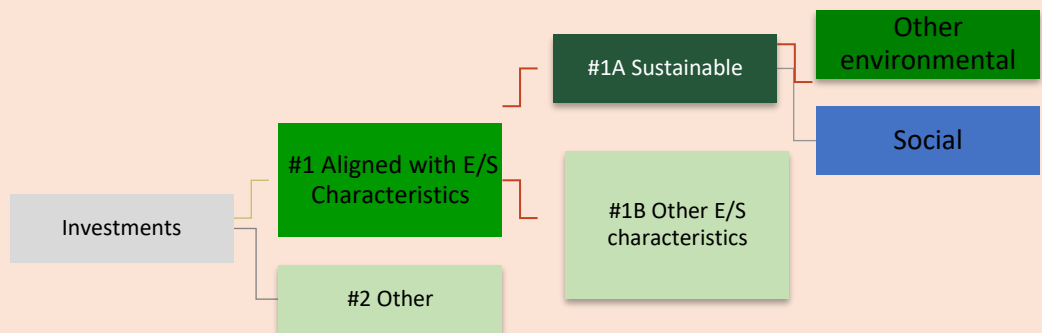 Investments
#1 Aligned with E/S
Characteristics
#2 Other
#1A Sustainable
#1B Other E/S
characteristics
Other
environmental
Social